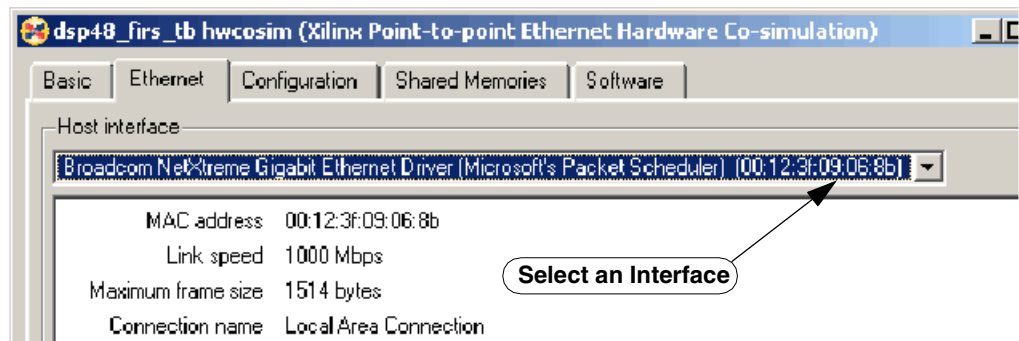 dsp48_firs_tb hwcosim (Xilinx Point-to-point Ethernet Hardware Co-simulation)
Basic Ethernet Configuration Shared Memories Software
Host interface
Broadcom NetXtreme Gigabit Ethernet Driver (Microsoft's Packet Scheduler) (00:12:3f:09:06:8b)
MAC address 00:12:3f:09:06:8b
Link speed 1000 Mbps
Select an Interface
Maximum frame size 1514 bytes
Connection name Local Area Connection